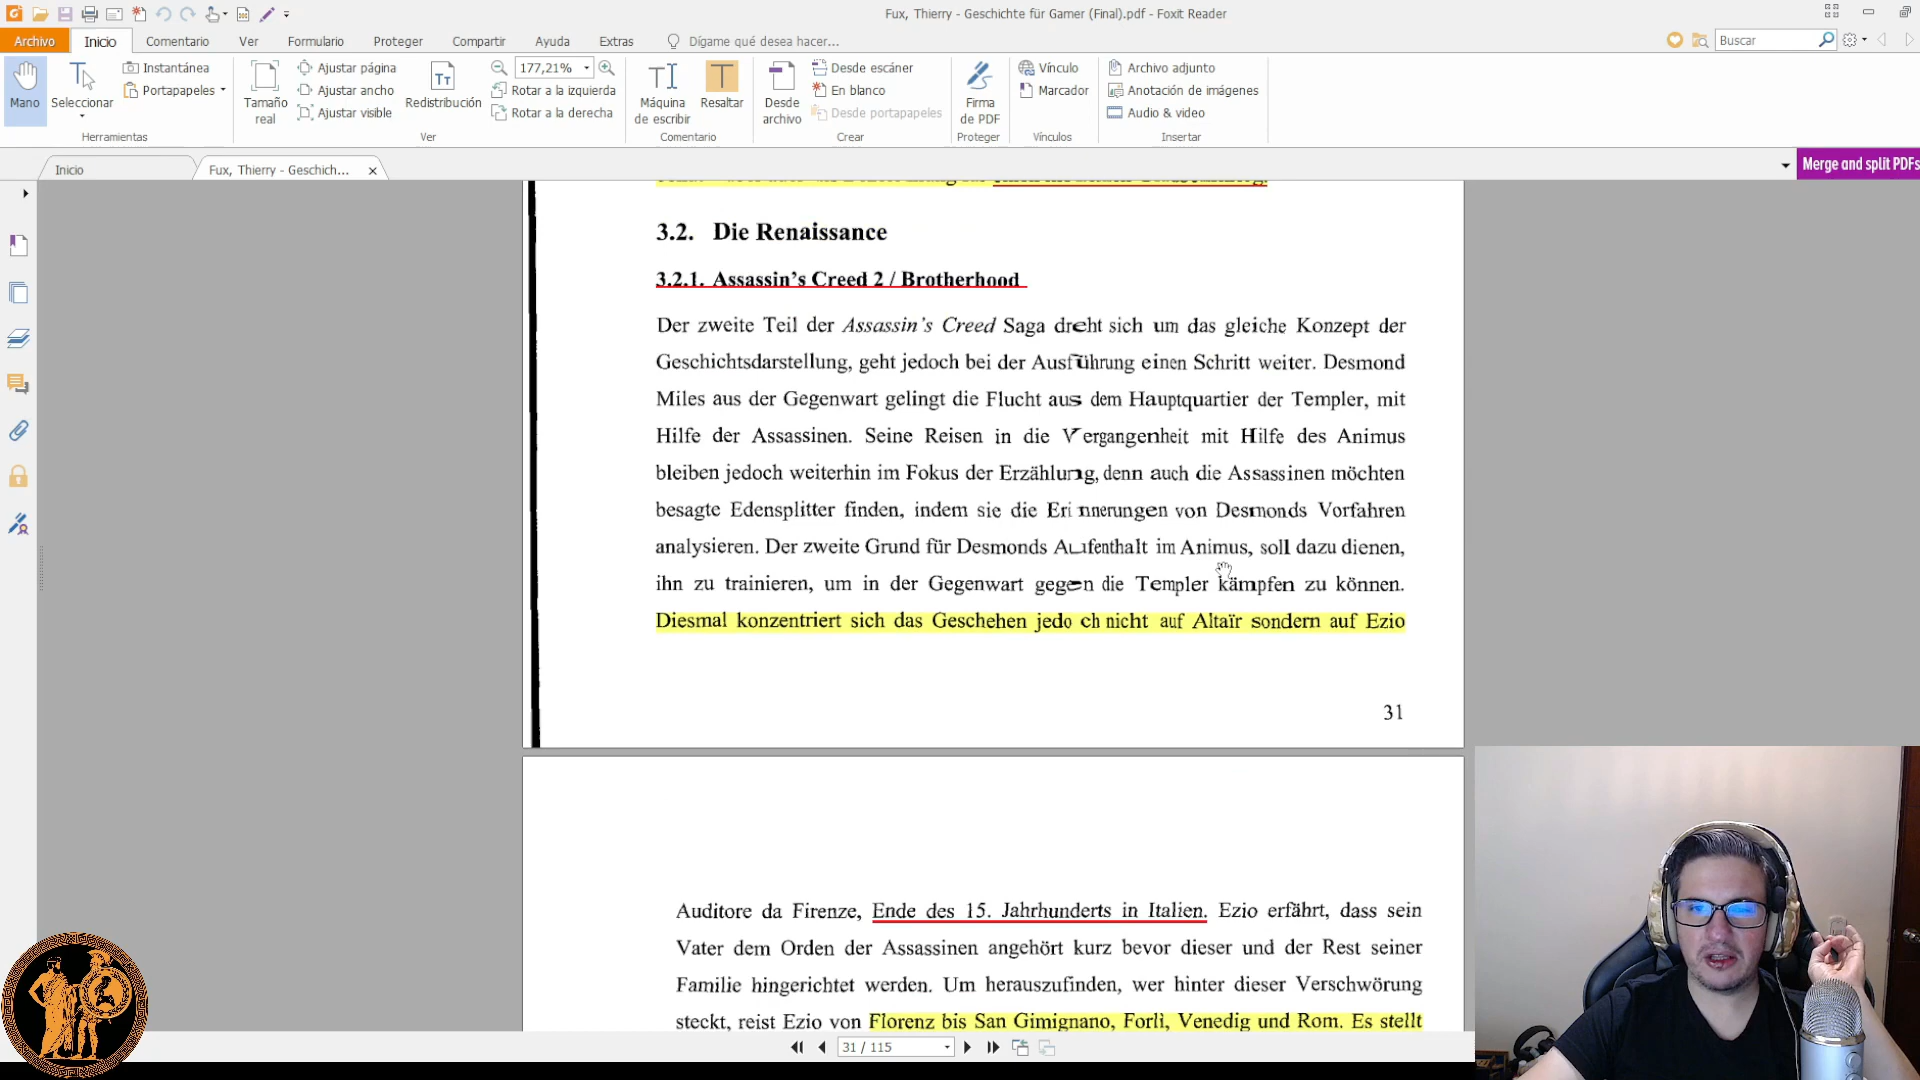 Fux, Thierry - Geschichte für Gamer (Final).pdf - Foxit Reader
Archivo Inicio Comentario Ver Formulario Proteger Compartir Ayuda Extras Dígame qué desea hacer... Buscar
Mano
Seleccionar
Instantánea
Portapapeles
Herramientas
Tamaño real
Ajustar página
Ajustar ancho
Ajustar visible
Redistribución
177,21%
Rotar a la izquierda
Rotar a la derecha
Ver
Máquina de escribir
Resaltar
Comentario
Desde archivo
Desde escáner
En blanco
Desde portapapeles
Crear
Firma de PDF
Proteger
Vínculo
Marcador
Vínculos
Archivo adjunto
Anotación de imágenes
Audio & video
Insertar
Inicio
Fux, Thierry - Geschich...
Merge and split PDFs
3.2. Die Renaissance
3.2.1. Assassin's Creed 2 / Brotherhood
Der zweite Teil der Assassin's Creed Saga dreht sich um das gleiche Konzept der
Geschichtsdarstellung, geht jedoch bei der Ausführung einen Schritt weiter. Desmond
Miles aus der Gegenwart gelingt die Flucht aus dem Hauptquartier der Templer, mit
Hilfe der Assassinen. Seine Reisen in die Vergangenheit mit Hilfe des Animus
bleiben jedoch weiterhin im Fokus der Erzählung, denn auch die Assassinen möchten
besagte Edensplitter finden, indem sie die Erinnerungen von Desmonds Vorfahren
analysieren. Der zweite Grund für Desmonds Aufenthalt im Animus, soll dazu dienen,
ihn zu trainieren, um in der Gegenwart gegen die Templer kämpfen zu können.
Diesmal konzentriert sich das Geschehen jedoch nicht auf Altaïr sondern auf Ezio
31
Auditore da Firenze, Ende des 15. Jahrhunderts in Italien. Ezio erfährt, dass sein
Vater dem Orden der Assassinen angehört kurz bevor dieser und der Rest seiner
Familie hingerichtet werden. Um herauszufinden, wer hinter dieser Verschwörung
steckt, reist Ezio von Florenz bis San Gimignano, Forlì, Venedig und Rom. Es stellt
31 / 115